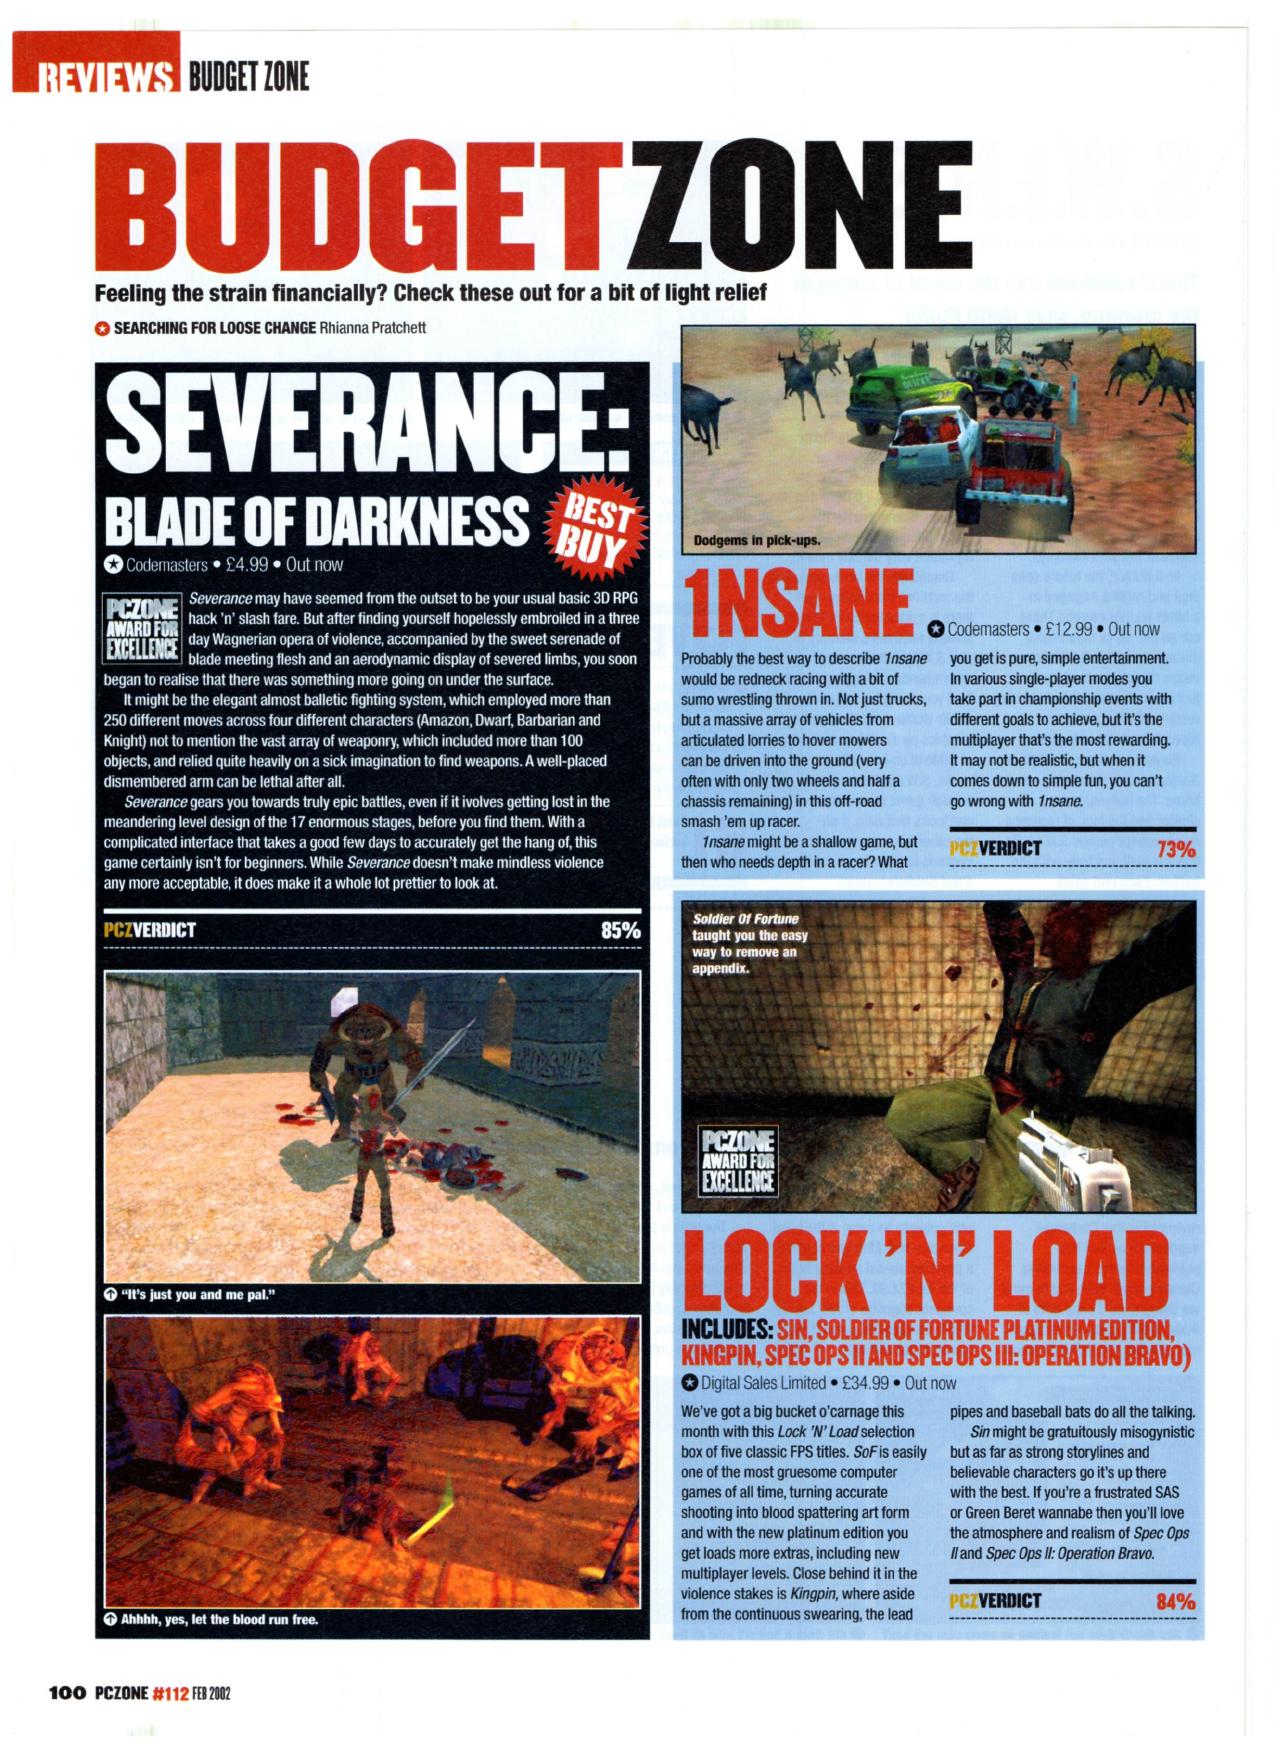 REVIEWS BUDGET ZONE
BUDGETZONE
Feeling the strain financially? Check these out for a bit of light relief
SEARCHING FOR LOOSE CHANGE Rhianna Pratchett
SEVERANCE:
BLADE OF DARKNESS
BEST
BUY
Codemasters • £4.99 • Out now
PCZONE
AWARD FOR
EXCELLENCE
Severance may have seemed from the outset to be your usual basic 3D RPG
hack 'n' slash fare. But after finding yourself hopelessly embroiled in a three
day Wagnerian opera of violence, accompanied by the sweet serenade of
blade meeting flesh and an aerodynamic display of severed limbs, you soon
began to realise that there was something more going on under the surface.
It might be the elegant almost balletic fighting system, which employed more than
250 different moves across four different characters (Amazon, Dwarf, Barbarian and
Knight) not to mention the vast array of weaponry, which included more than 100
objects, and relied quite heavily on a sick imagination to find weapons. A well-placed
dismembered arm can be lethal after all.
Severance gears you towards truly epic battles, even if it ivolves getting lost in the
meandering level design of the 17 enormous stages, before you find them. With a
complicated interface that takes a good few days to accurately get the hang of, this
game certainly isn't for beginners. While Severance doesn't make mindless violence
any more acceptable, it does make it a whole lot prettier to look at.
PCZVERDICT 85%
"It's just you and me pal."
Ahhhh, yes, let the blood run free.
Dodgems in pick-ups.
1NSANE
Codemasters • £12.99 • Out now
Probably the best way to describe 1nsane
would be redneck racing with a bit of
sumo wrestling thrown in. Not just trucks,
but a massive array of vehicles from
articulated lorries to hover mowers
can be driven into the ground (very
often with only two wheels and half a
chassis remaining) in this off-road
smash 'em up racer.
1nsane might be a shallow game, but
then who needs depth in a racer? What
you get is pure, simple entertainment.
In various single-player modes you
take part in championship events with
different goals to achieve, but it's the
multiplayer that's the most rewarding.
It may not be realistic, but when it
comes down to simple fun, you can't
go wrong with 1nsane.
PCZVERDICT 73%
Soldier Of Fortune
taught you the easy
way to remove an
appendix.
PCZONE
AWARD FOR
EXCELLENCE
LOCK 'N' LOAD
INCLUDES: SIN, SOLDIER OF FORTUNE PLATINUM EDITION,
KINGPIN, SPEC OPS II AND SPEC OPS III: OPERATION BRAVO)
Digital Sales Limited • £34.99 • Out now
We've got a big bucket o'carnage this
month with this Lock 'N' Load selection
box of five classic FPS titles. SoF is easily
one of the most gruesome computer
games of all time, turning accurate
shooting into blood spattering art form
and with the new platinum edition you
get loads more extras, including new
multiplayer levels. Close behind it in the
violence stakes is Kingpin, where aside
from the continuous swearing, the lead
pipes and baseball bats do all the talking.
Sin might be gratuitously misogynistic
but as far as strong storylines and
believable characters go it's up there
with the best. If you're a frustrated SAS
or Green Beret wannabe then you'll love
the atmosphere and realism of Spec Ops
II and Spec Ops II: Operation Bravo.
PCZVERDICT 84%
100 PCZONE #112 FEB 2002